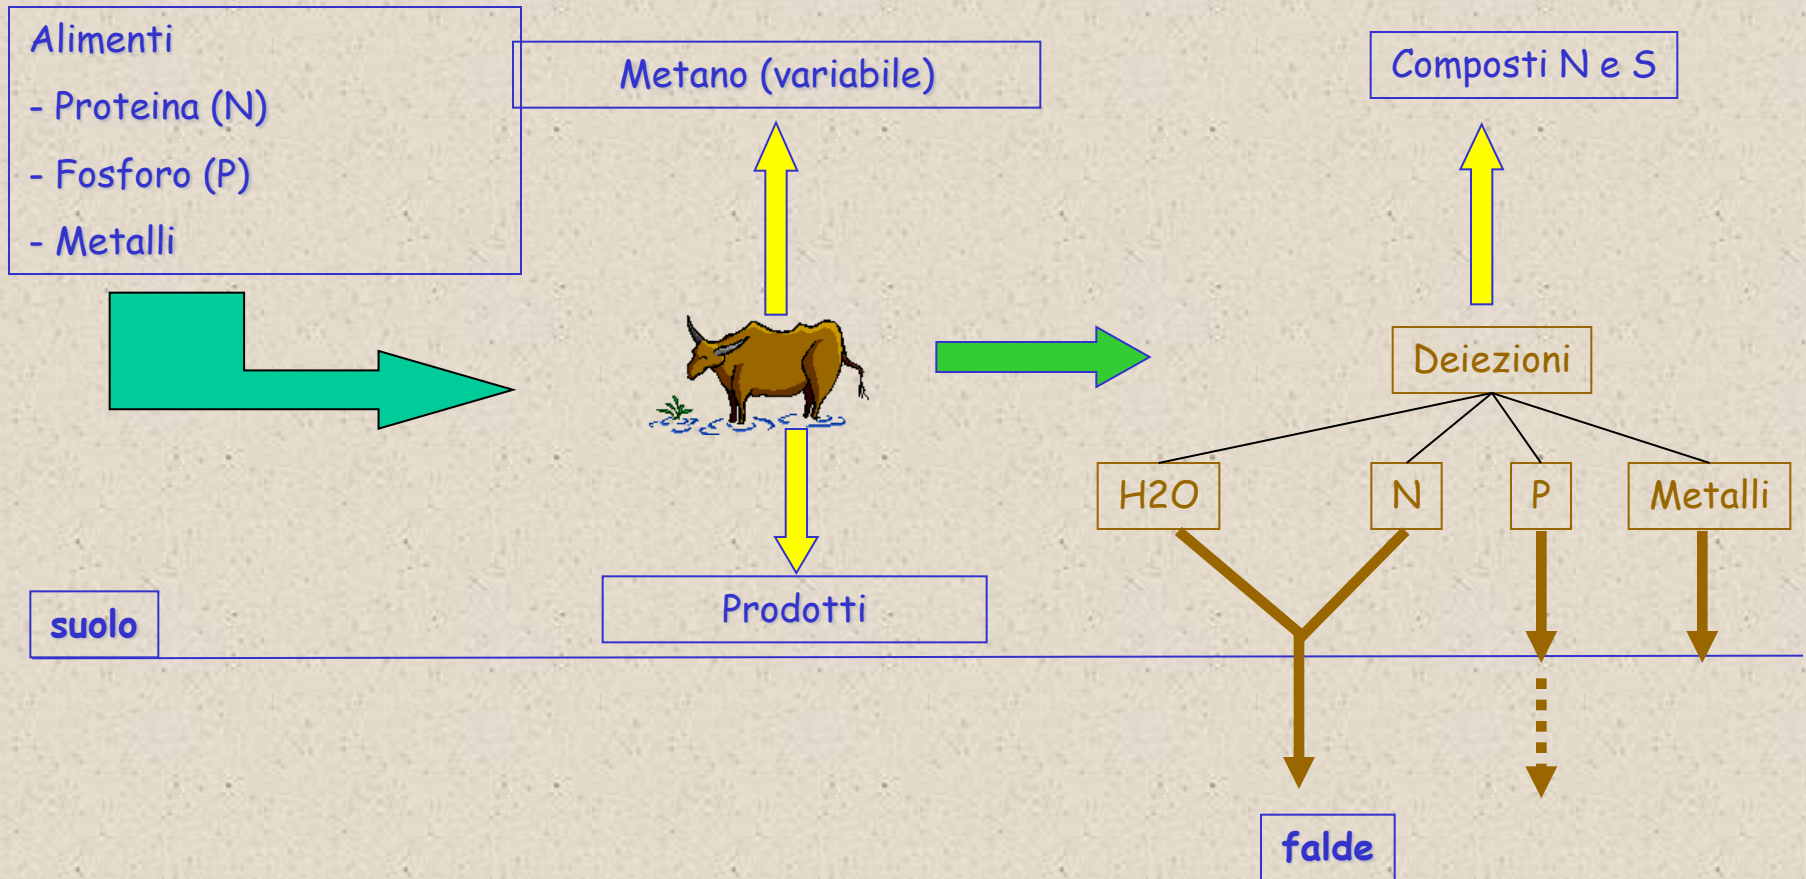 Alimenti
- Proteina (N)
- Fosforo (P)
- Metalli
Metano (variabile)
Composti N e S
Deiezioni
H2O
N
P
Metalli
Prodotti
suolo
falde